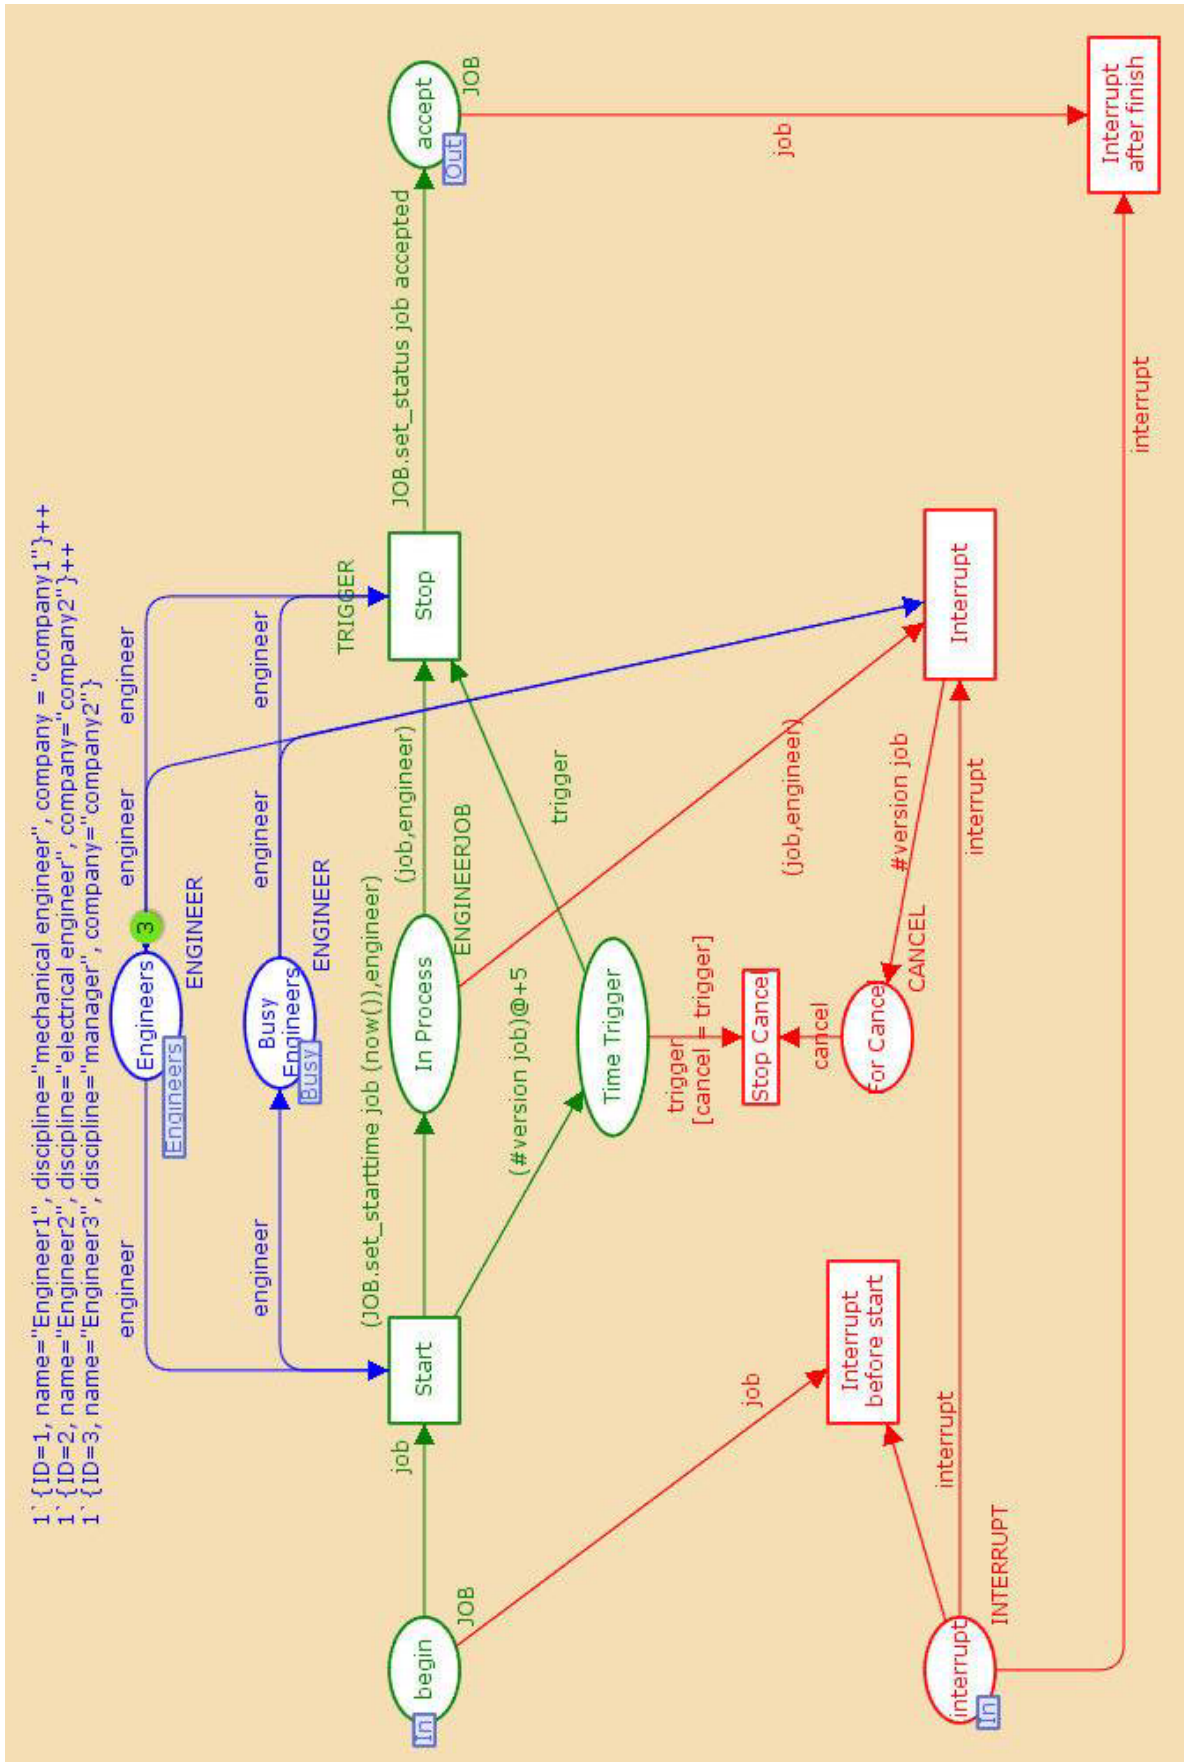 1`{ID=1, name="Engineer1", discipline="mechanical engineer", company = "company1"}++
1`{ID=2, name="Engineer2", discipline="electrical engineer", company="company2"}++
1`{ID=3, name="Engineer3", discipline="manager", company="company2"}
engineer
Engineers
3
engineer
engineer
Engineers
ENGINEER
engineer
Busy
Engineers
engineer
engineer
Busy
ENGINEER
TRIGGER
(JOB.set_starttime job (now()),engineer)
(job,engineer)
JOB.set_status job accepted
begin
job
Start
In Process
Stop
accept
In
JOB
ENGINEERJOB
Out
JOB
(#version job)@+5
trigger
Time Trigger
trigger
[cancel = trigger]
Stop Cancel
job
(job,engineer)
job
cancel
For Cancel
#version job
CANCEL
Interrupt
before start
interrupt
interrupt
interrupt
Interrupt
In
INTERRUPT
interrupt
Interrupt
after finish